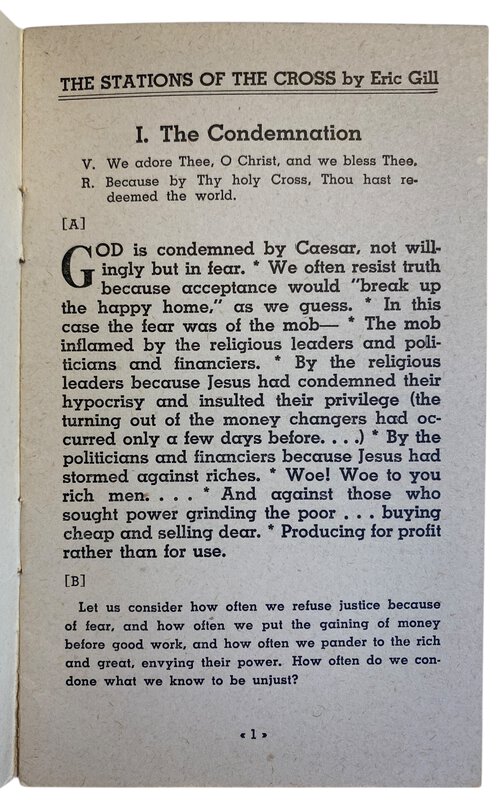 THE STATIONS OF THE CROSS by Eric Gill
I. The Condemnation
V. We adore Thee, O Christ, and we bless Thee.
R. Because by Thy holy Cross, Thou hast re-
deemed the world.
[A]
GOD is condemned by Caesar, not will-
ingly but in fear. * We often resist truth
because acceptance would "break up
the happy home," as we guess. * In this
case the fear was of the mob— * The mob
inflamed by the religious leaders and poli-
ticians and financiers. * By the religious
leaders because Jesus had condemned their
hypocrisy and insulted their privilege (the
turning out of the money changers had oc-
curred only a few days before. . . .) * By the
politicians and financiers because Jesus had
stormed against riches. * Woe! Woe to you
rich men. . . . * And against those who
sought power grinding the poor . . . buying
cheap and selling dear. * Producing for profit
rather than for use.
[B]
Let us consider how often we refuse justice because
of fear, and how often we put the gaining of money
before good work, and how often we pander to the rich
and great, envying their power. How often do we con-
done what we know to be unjust?
« 1 »